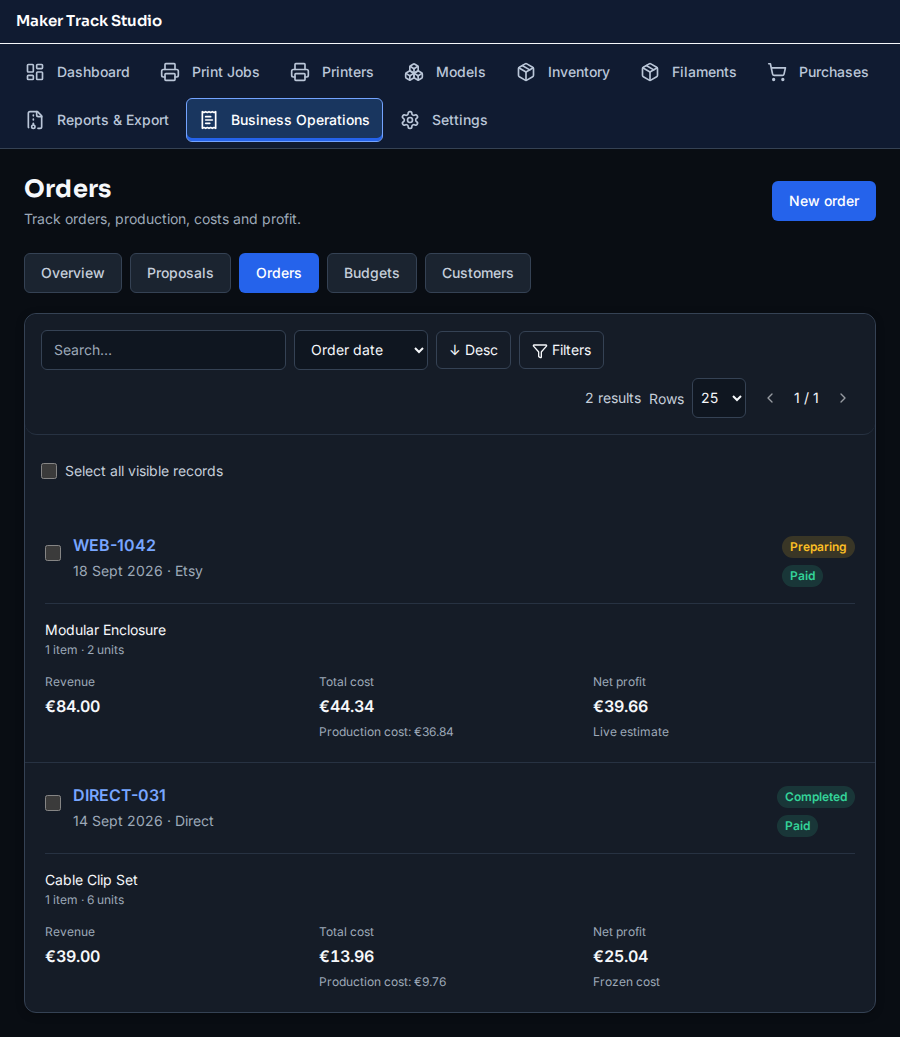 Maker Track Studio
Dashboard Print Jobs Printers Models Inventory Filaments Purchases
Reports & Export Business Operations Settings
Orders
Track orders, production, costs and profit.
New order
Overview Proposals Orders Budgets Customers
Search... Order date ↓ Desc Filters
2 results Rows 25 1 / 1
Select all visible records
WEB-1042
18 Sept 2026 · Etsy
Preparing
Paid
Modular Enclosure
1 item · 2 units
Revenue Total cost Net profit
€84.00 €44.34 €39.66
Production cost: €36.84 Live estimate
DIRECT-031
14 Sept 2026 · Direct
Completed
Paid
Cable Clip Set
1 item · 6 units
Revenue Total cost Net profit
€39.00 €13.96 €25.04
Production cost: €9.76 Frozen cost